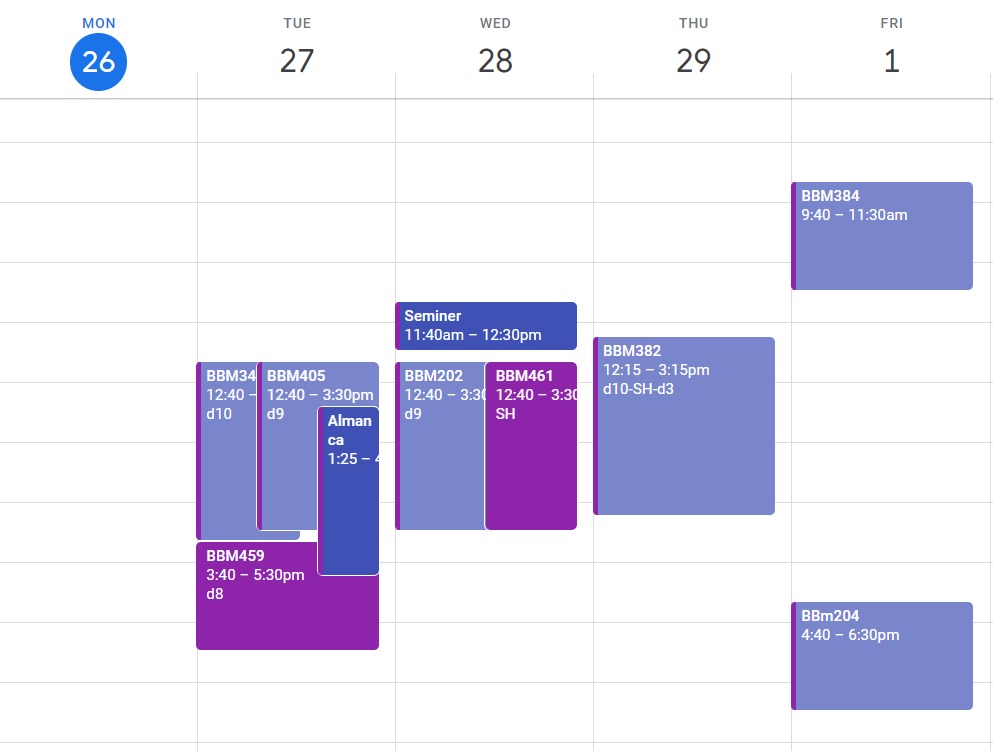 MON
TUE
WED
THU
FRI
26
27
28
29
1
BBM384
9:40 – 11:30am
Seminer
11:40am – 12:30pm
BBM382
12:15 – 3:15pm
d10-SH-d3
BBM34
12:40 –
d10
BBM405
12:40 – 3:30pm
d9
Alman
ca
1:25 – 4
BBM202
12:40 – 3:30
d9
BBM461
12:40 – 3:30
SH
BBM459
3:40 – 5:30pm
d8
BBm204
4:40 – 6:30pm